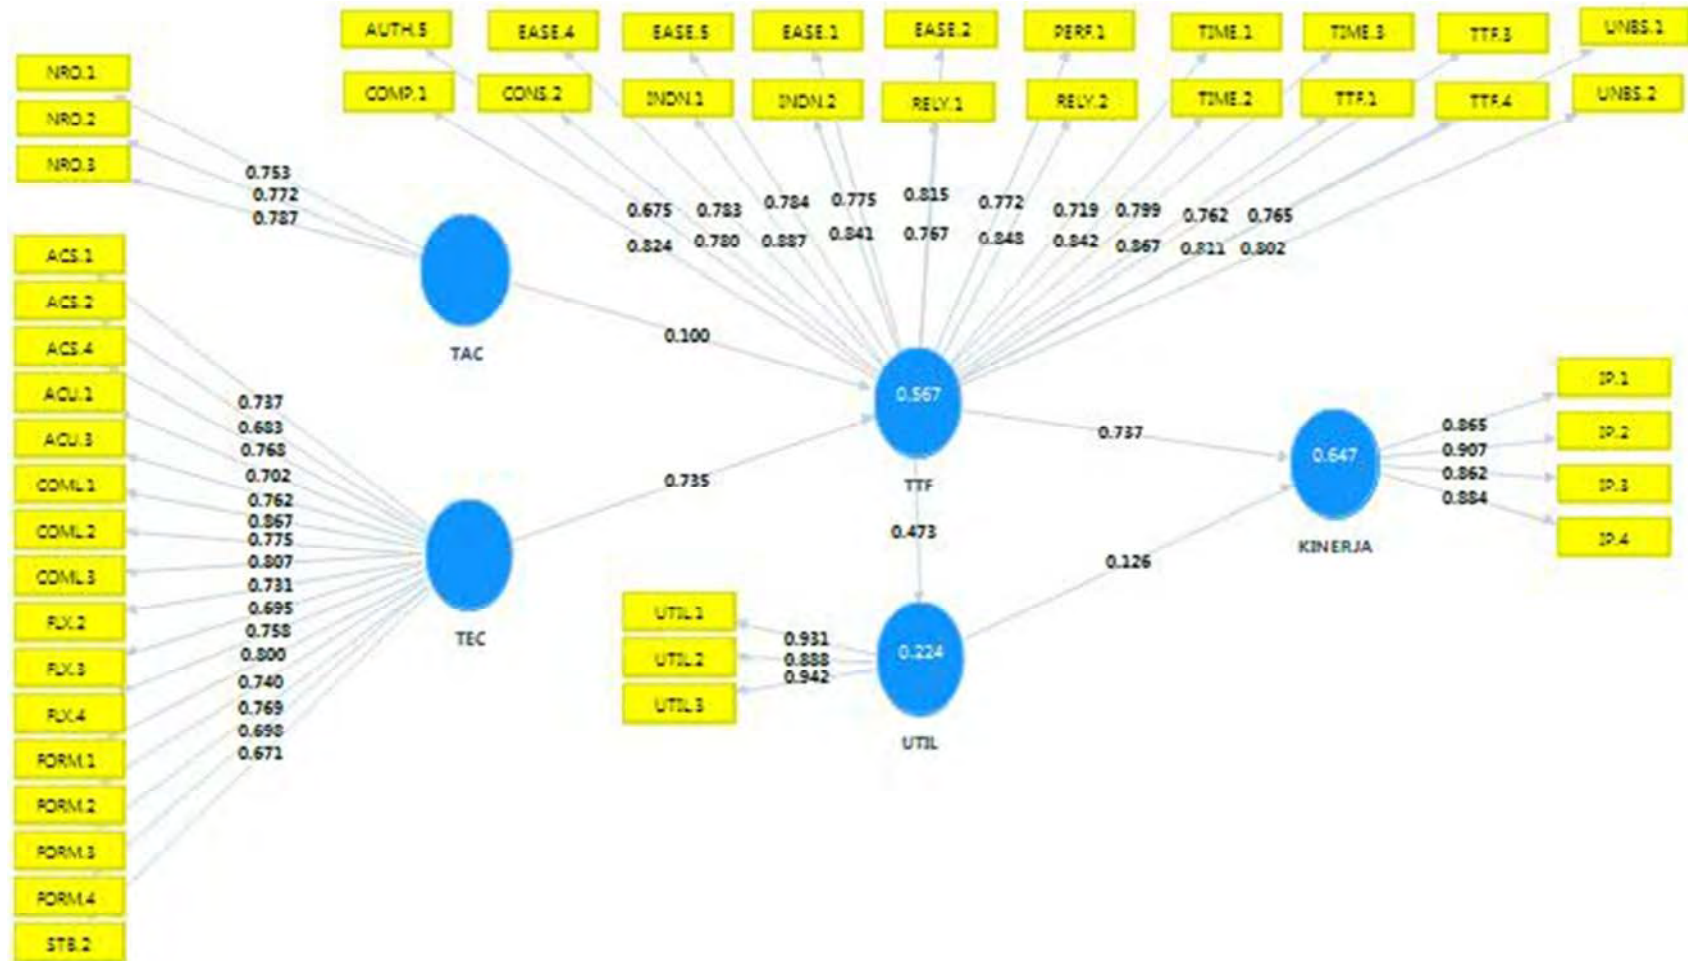 AUTH.5 EASE.4 EASE.5 EASE.1 EASE.2 PERF.1 TIME.1 TIME.3 TTF.3 UNBS.1
COMP.1 CONS.2 INDN.1 INDN.2 RELY.1 RELY.2 TIME.2 TTF.1 TTF.4 UNBS.2
NRO.1
NRO.2
NRO.3
0.753
0.772
0.787
0.675 0.783 0.784 0.775 0.815 0.772 0.719 0.799 0.762 0.765
0.824 0.780 0.887 0.841 0.767 0.848 0.842 0.867 0.811 0.802
TAC
0.100
ACS.1
ACS.2
ACS.4
ACU.1
ACU.3
COML.1
COML.2
COML.3
FLX.2
FLX.3
FLX.4
FORM.1
FORM.2
FORM.3
FORM.4
STB.2
0.737
0.683
0.768
0.702
0.762
0.867
0.775
0.807
0.731
0.695
0.758
0.800
0.740
0.769
0.698
0.671
TEC
0.735
0.567
TTF
0.737
0.473
0.647
KINERJA
0.126
IP.1
IP.2
IP.3
IP.4
0.865
0.907
0.862
0.884
UTIL.1
UTIL.2
UTIL.3
0.931
0.888
0.942
0.224
UTIL